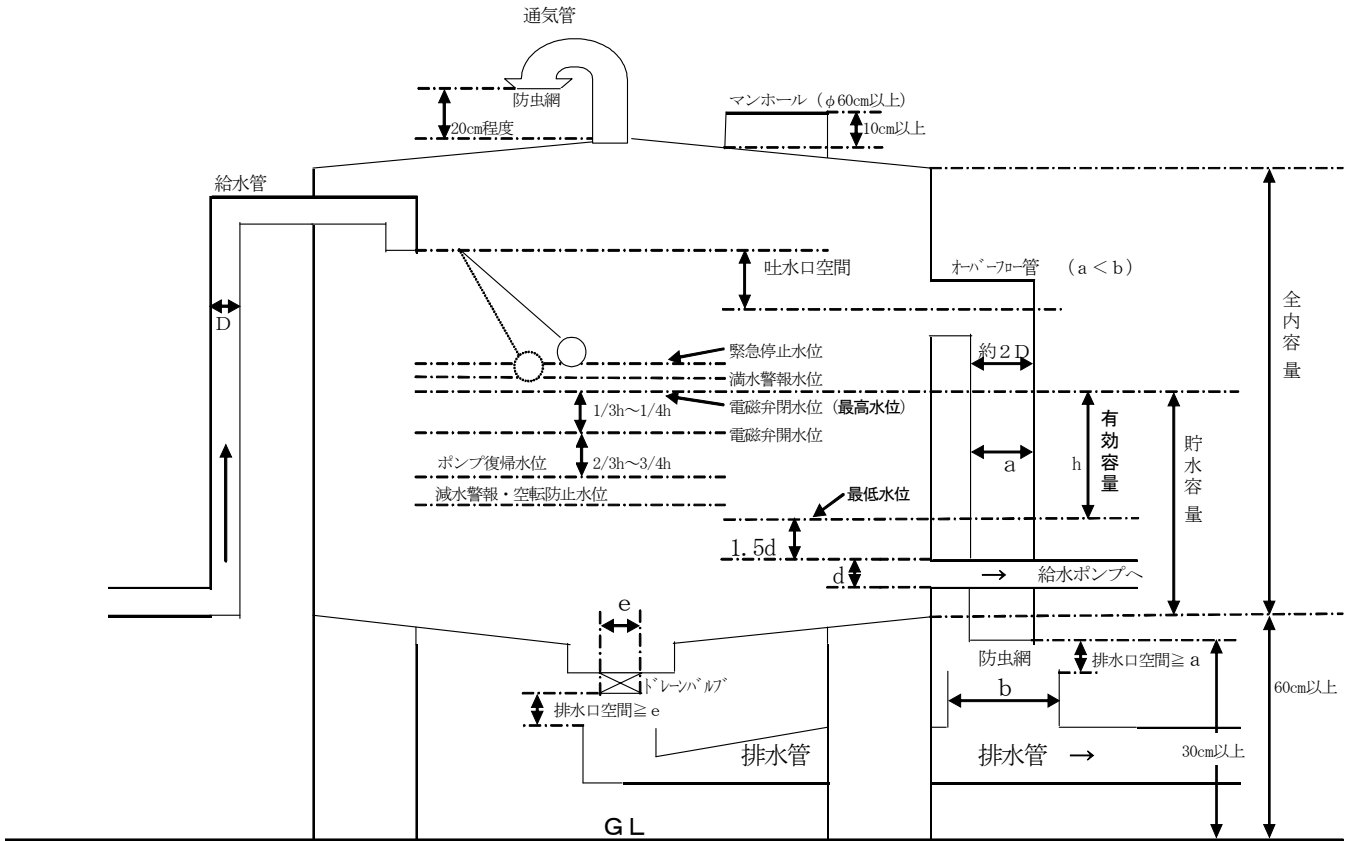 通気管
防虫網
マンホール（φ60cm以上）
20cm程度
10cm以上
給水管
吐水口空間
オーバーフロー管　（a＜b）
全内容量
D
緊急停止水位
約２D
満水警報水位
電磁弁閉水位（最高水位）
1/3h～1/4h
有効容量
電磁弁開水位
貯水容量
ポンプ復帰水位
2/3h～3/4h
a
h
減水警報・空転防止水位
最低水位
1.5d
d
→　給水ポンプへ
e
防虫網
排水口空間≧a
ドレーンバルブ
b
60cm以上
排水口空間≧e
排水管
排水管　→
30cm以上
ＧＬ